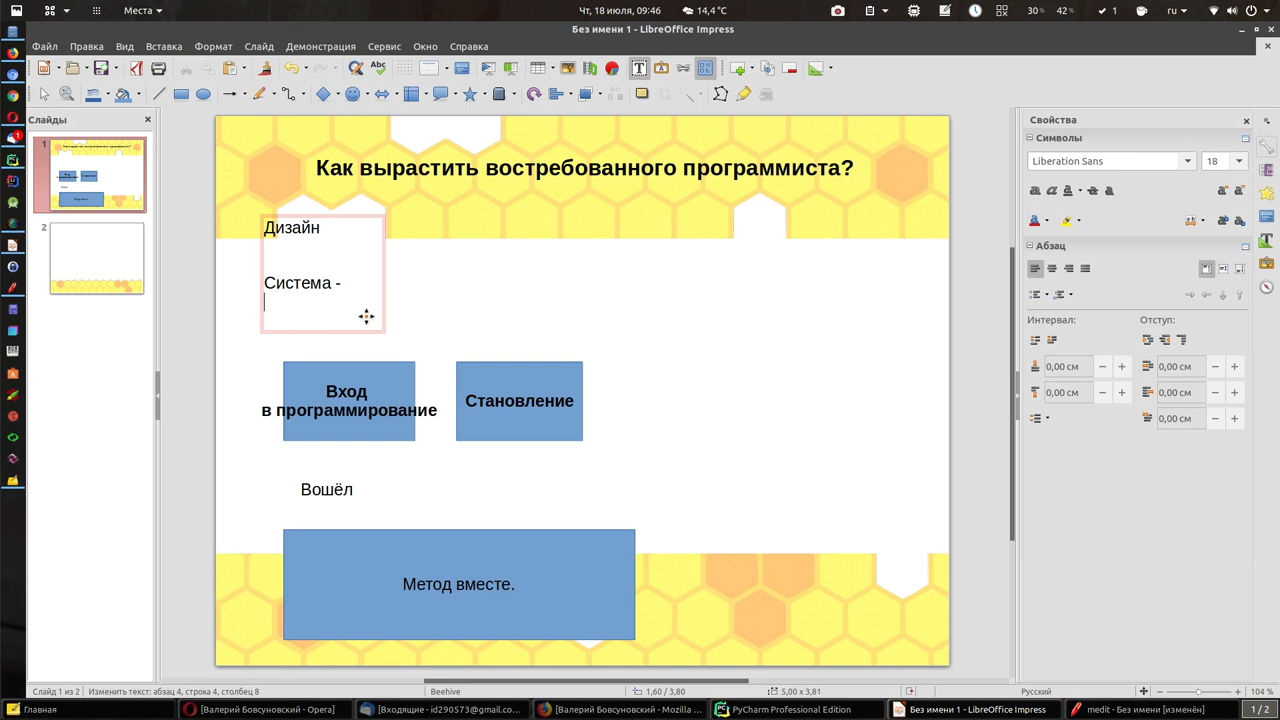 Места
Чт, 18 июля, 09:46
14,4°C
30%
42%
1
ru
Без имени 1 - LibreOffice Impress
Файл Правка Вид Вставка Формат Слайд Демонстрация Сервис Окно Справка
Слайды
1
2
Как вырастить востребованного программиста?
Дизайн
Система -
Вход
в программирование
Становление
Вошёл
Метод вместе.
Свойства
Символы
Liberation Sans
18
Абзац
Интервал:
Отступ:
0,00 см
0,00 см
0,00 см
0,00 см
0,00 см
Слайд 1 из 2
Изменить текст: абзац 4, строка 4, столбец 8
Beehive
1,60 / 3,80
5,00 x 3,81
Русский
104 %
Главная
[Валерий Бовсуновский - Opera]
[Входящие - id290573@gmail.co...
[Валерий Бовсуновский - Mozilla ...
PyCharm Professional Edition
Без имени 1 - LibreOffice Impress
medit - Без имени [изменён]
1 / 2